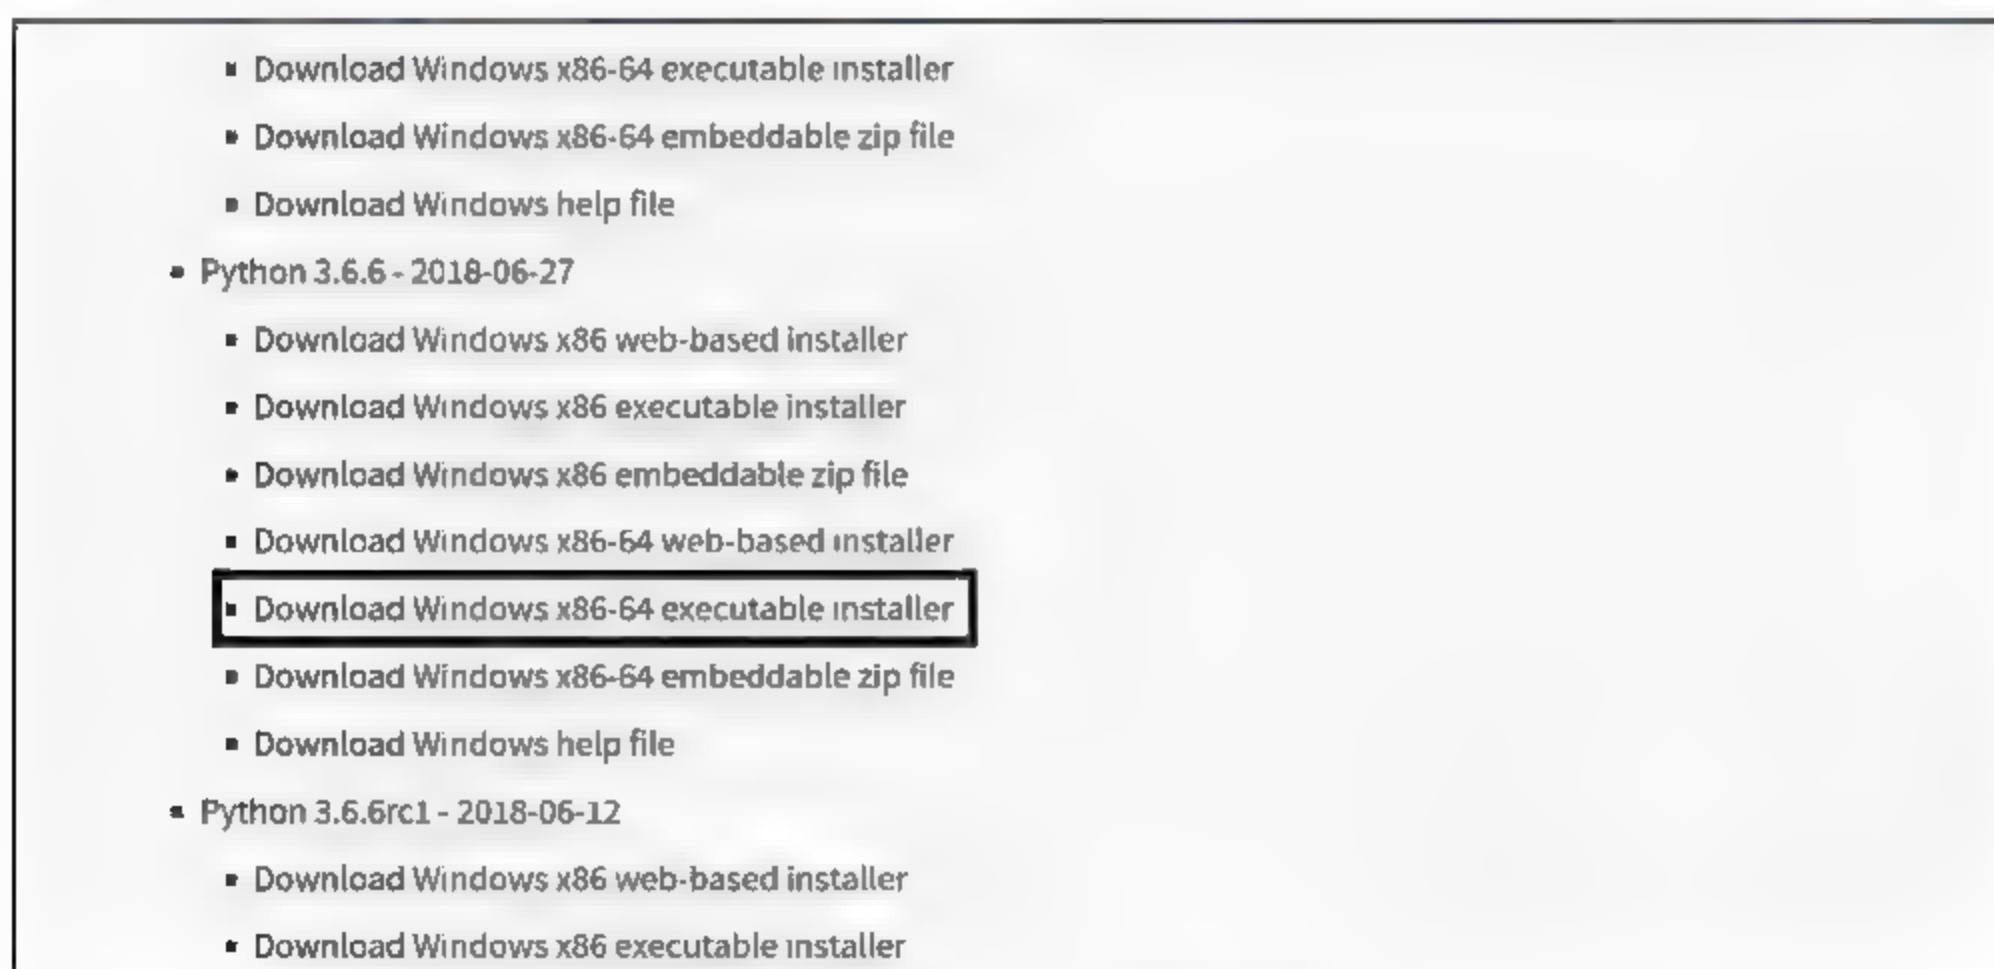 Download Windows x86-64 executable installer
Download Windows x86-64 embeddable zip file
Download Windows help file
Python 3.6.6 - 2018-06-27
Download Windows x86 web-based installer
Download Windows x86 executable installer
Download Windows x86 embeddable zip file
Download Windows x86-64 web-based installer
Download Windows x86-64 executable installer
Download Windows x86-64 embeddable zip file
Download Windows help file
Python 3.6.6rc1 - 2018-06-12
Download Windows x86 web-based installer
Download Windows x86 executable installer